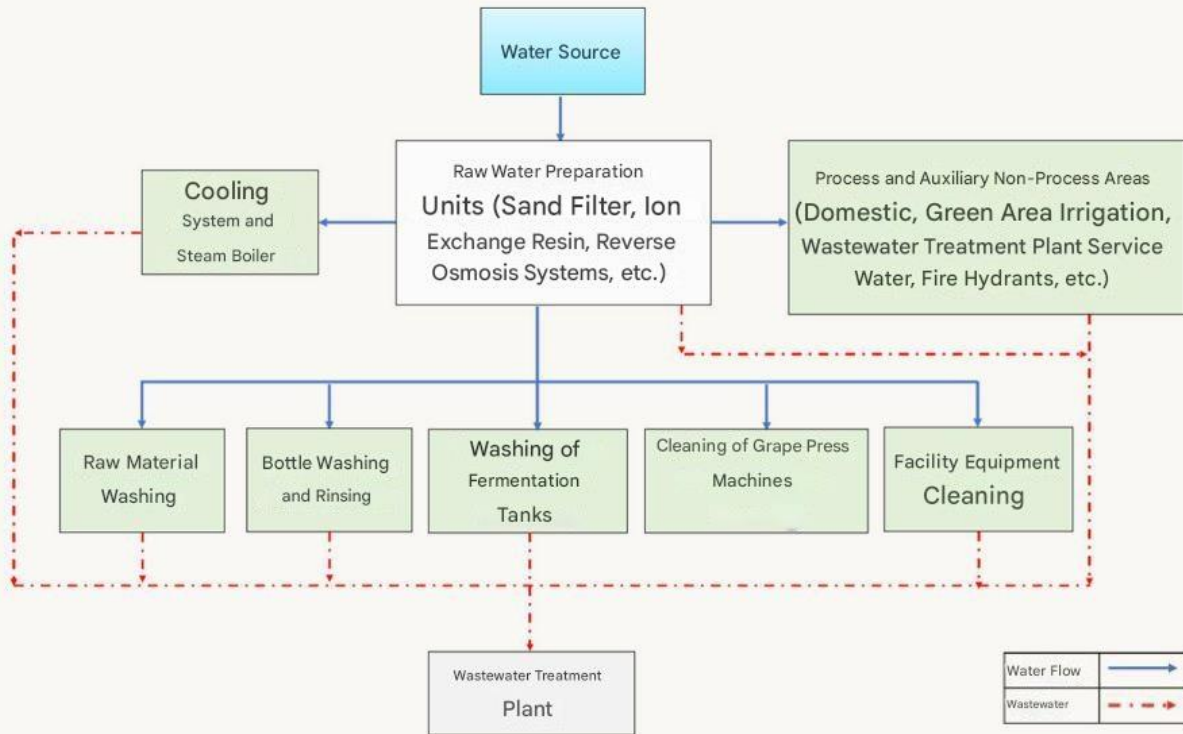 Water Source
Cooling
System and
Steam Boiler
Raw Water Preparation
Units (Sand Filter, Ion
Exchange Resin, Reverse
Osmosis Systems, etc.)
Process and Auxiliary Non-Process Areas
(Domestic, Green Area Irrigation,
Wastewater Treatment Plant Service
Water, Fire Hydrants, etc.)
Raw Material
Washing
Bottle Washing
and Rinsing
Washing of
Fermentation
Tanks
Cleaning of Grape Press
Machines
Facility Equipment
Cleaning
Wastewater Treatment
Plant
Water Flow
Wastewater